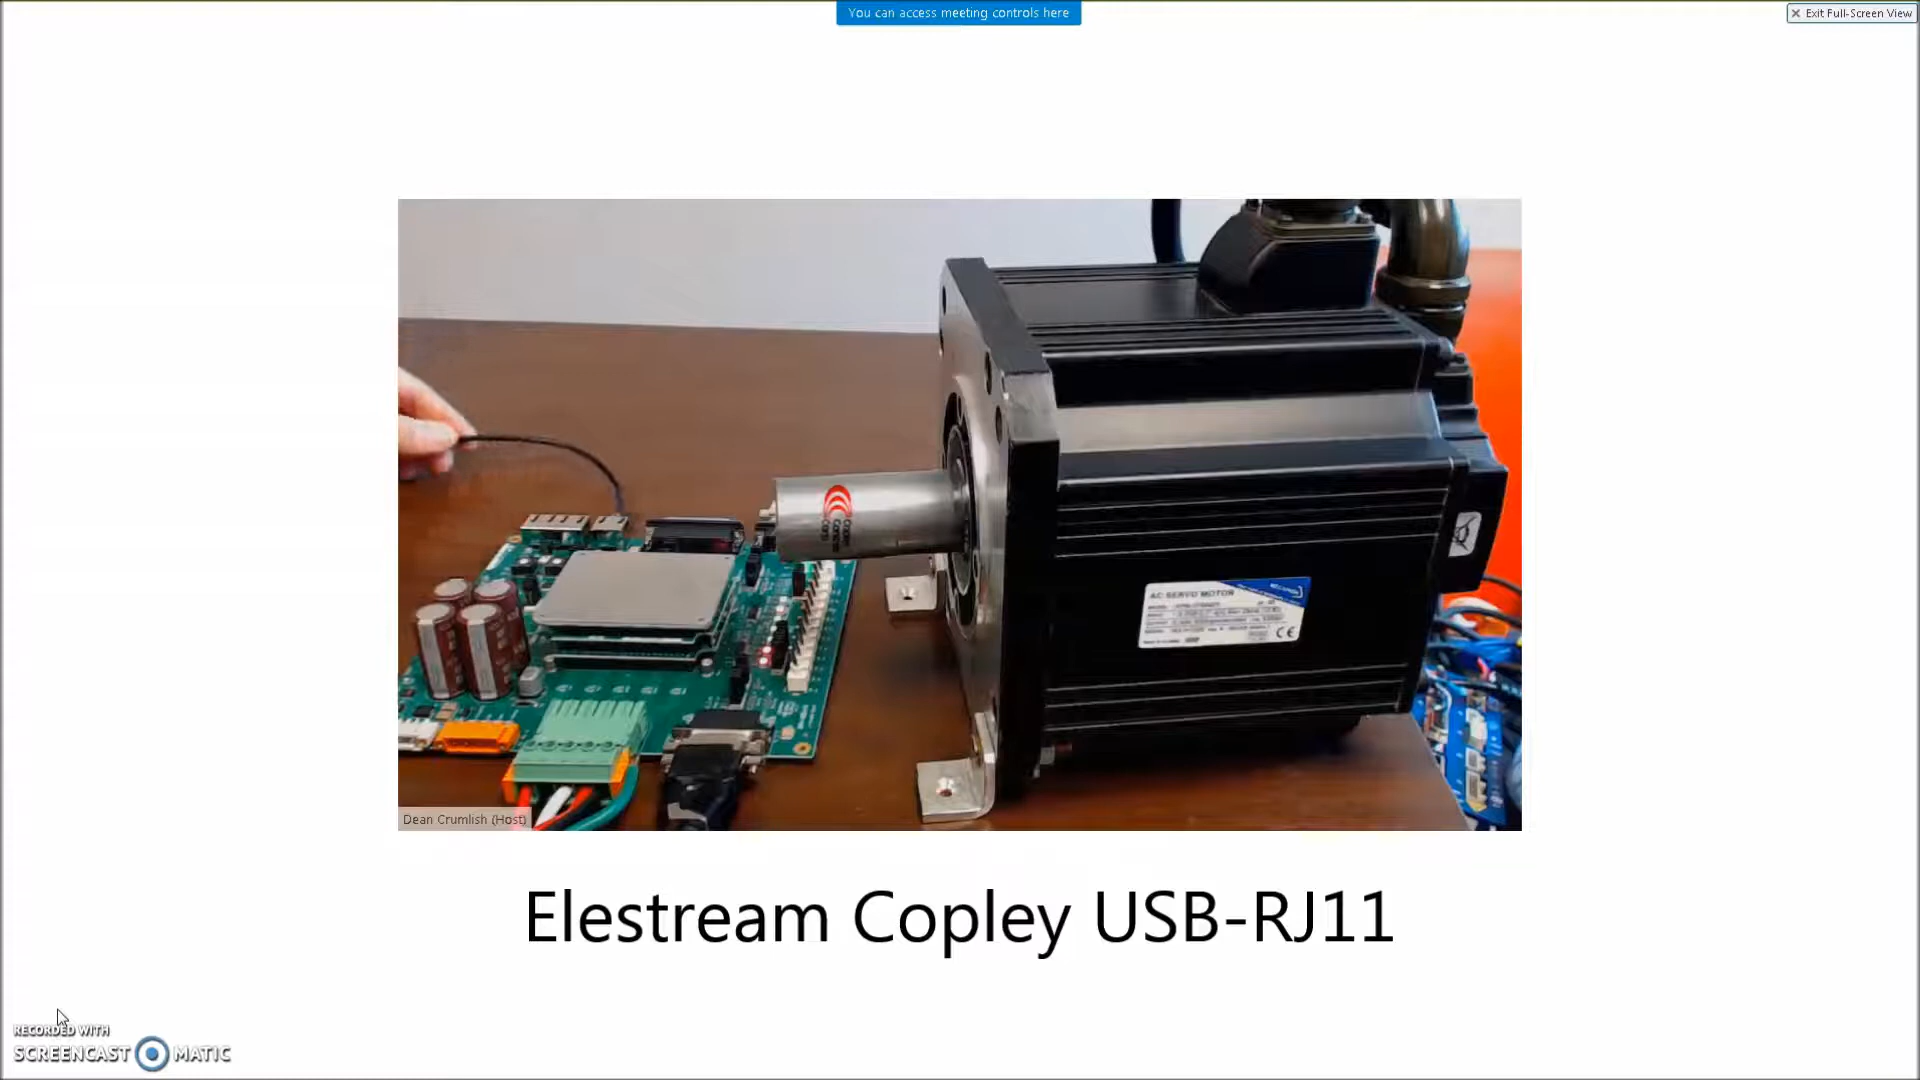 You can access meeting controls here
Exit Full-Screen View
AC SERVO MOTOR
CE
Dean Crumlish (Host)
Elestream Copley USB-RJ11
RECORDED WITH
SCREENCAST MATIC